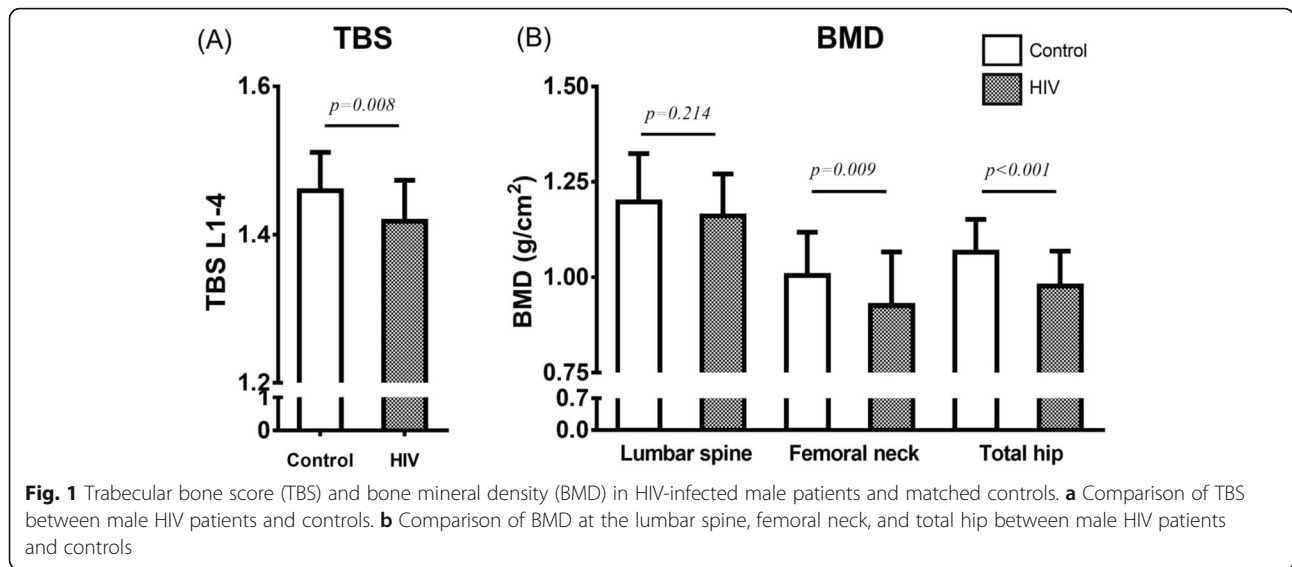 (A) TBS
TBS L1-4
1.6
1.4
1.2
1
0
p=0.008
Control HIV
(B) BMD
Control
HIV
BMD (g/cm²)
1.50
1.25
1.00
0.75
0.7
0.0
p=0.214
p=0.009
p<0.001
Lumbar spine Femoral neck Total hip
Fig. 1 Trabecular bone score (TBS) and bone mineral density (BMD) in HIV-infected male patients and matched controls. a Comparison of TBS
between male HIV patients and controls. b Comparison of BMD at the lumbar spine, femoral neck, and total hip between male HIV patients
and controls